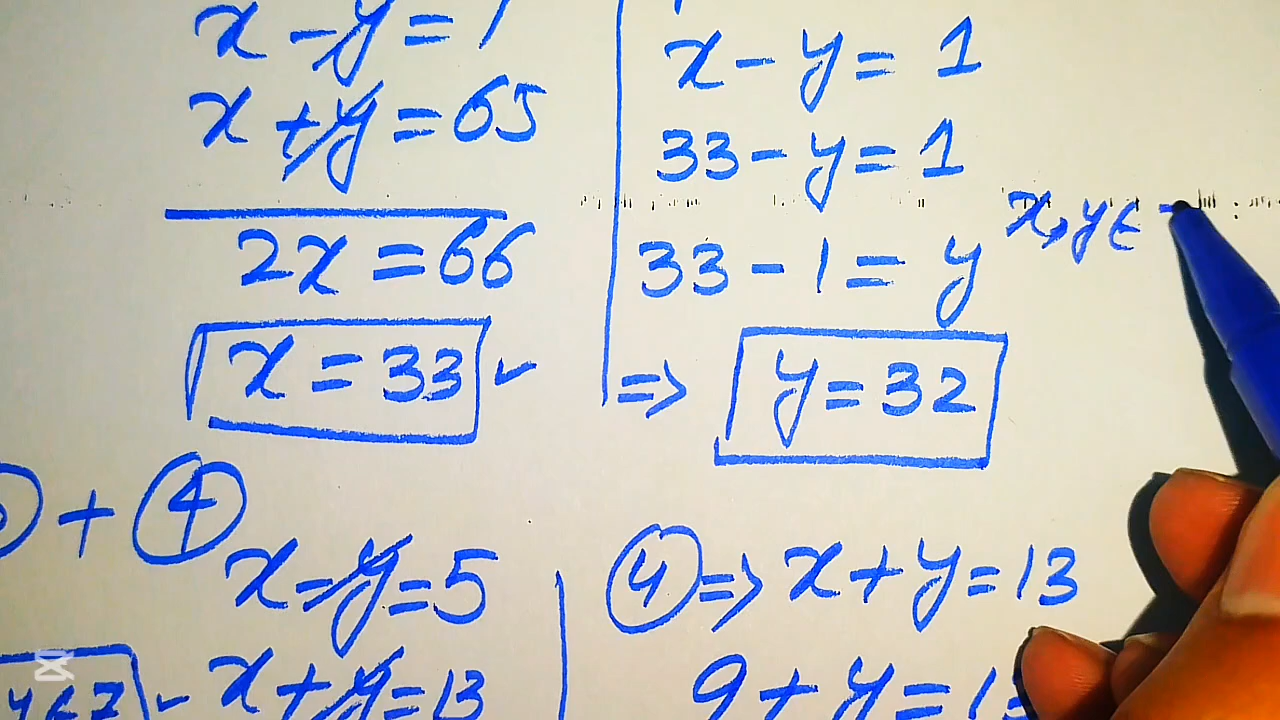 x - y = 1
x + y = 65
2x = 66
x = 33 ✓
x - y = 1
33 - y = 1
33 - 1 = y
=> y = 32
x, y ∈
+ ④
x - y = 5
x + y = 13
④ => x + y = 13
9 + y = 13